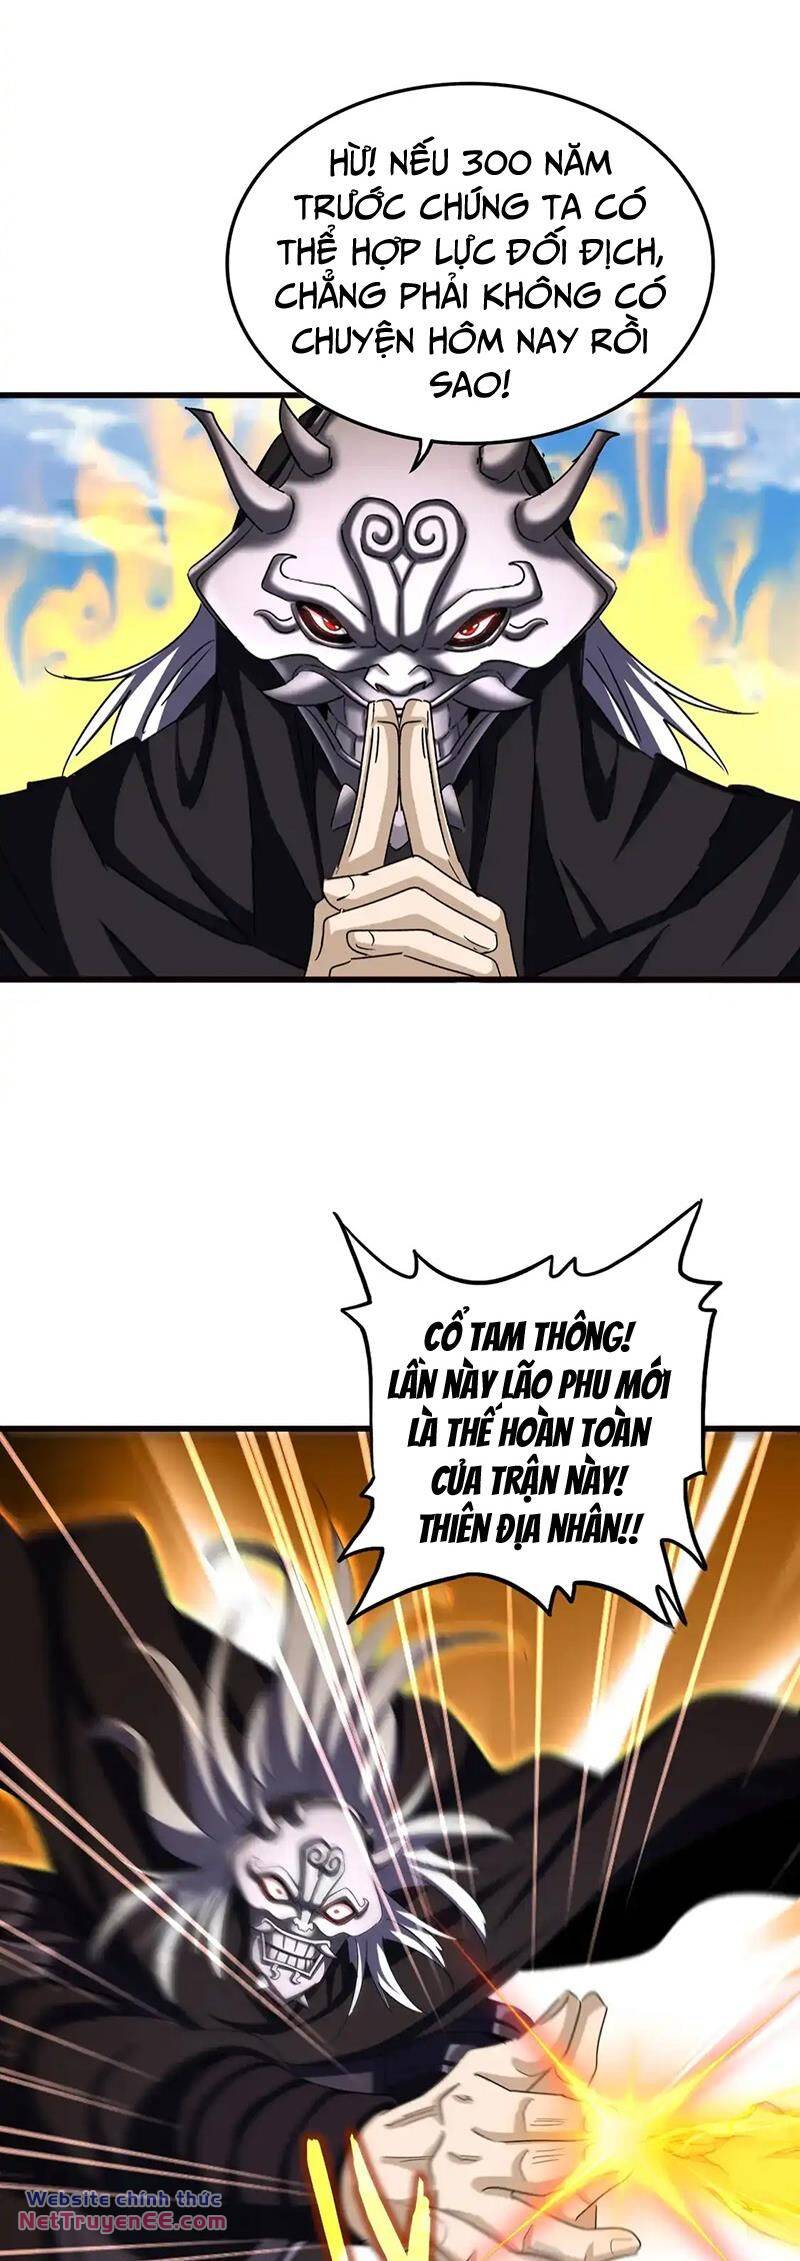 HỪ! NẾU 300 NĂM
TRƯỚC CHÚNG TA CÓ
THỂ HỢP LỰC ĐỐI ĐỊCH,
CHẲNG PHẢI KHÔNG CÓ
CHUYỆN HÔM NAY RỒI
SAO!
CỔ TAM THÔNG!
LẦN NÀY LÃO PHU MỚI
LÀ THẾ HOÀN TOÀN
CỦA TRẬN NÀY!
THIÊN ĐỊA NHÂN!!
Website chính thức
NetTruyenCC.com